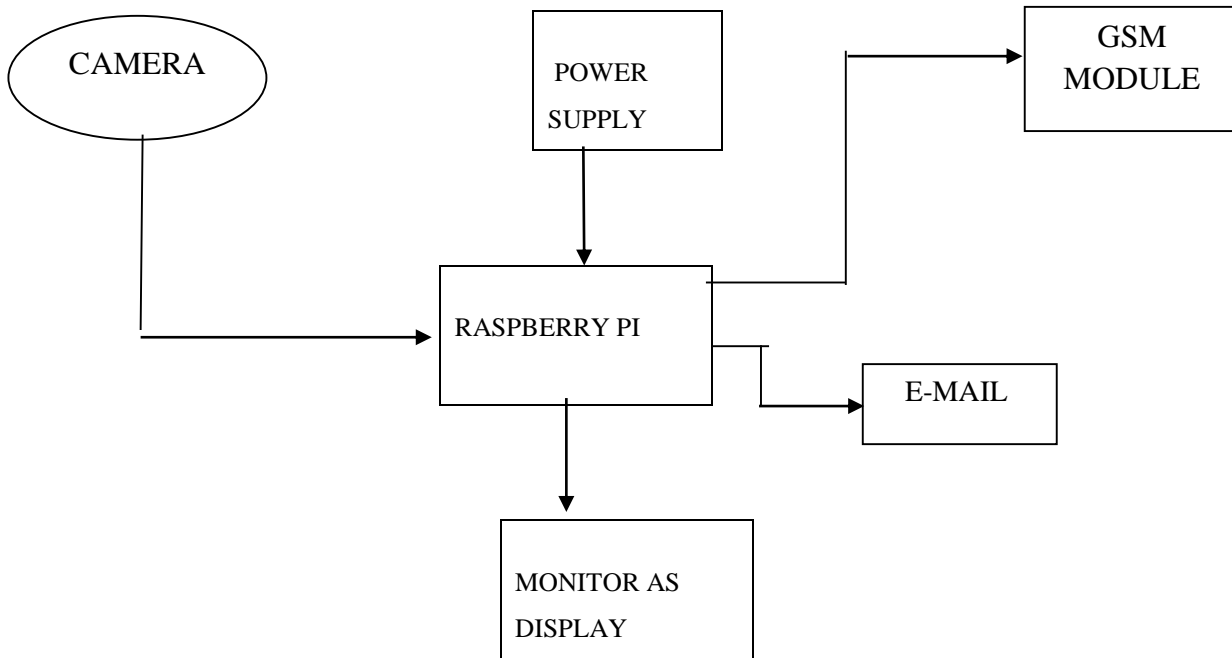 CAMERA
POWER
SUPPLY
GSM
MODULE
RASPBERRY PI
E-MAIL
MONITOR AS
DISPLAY